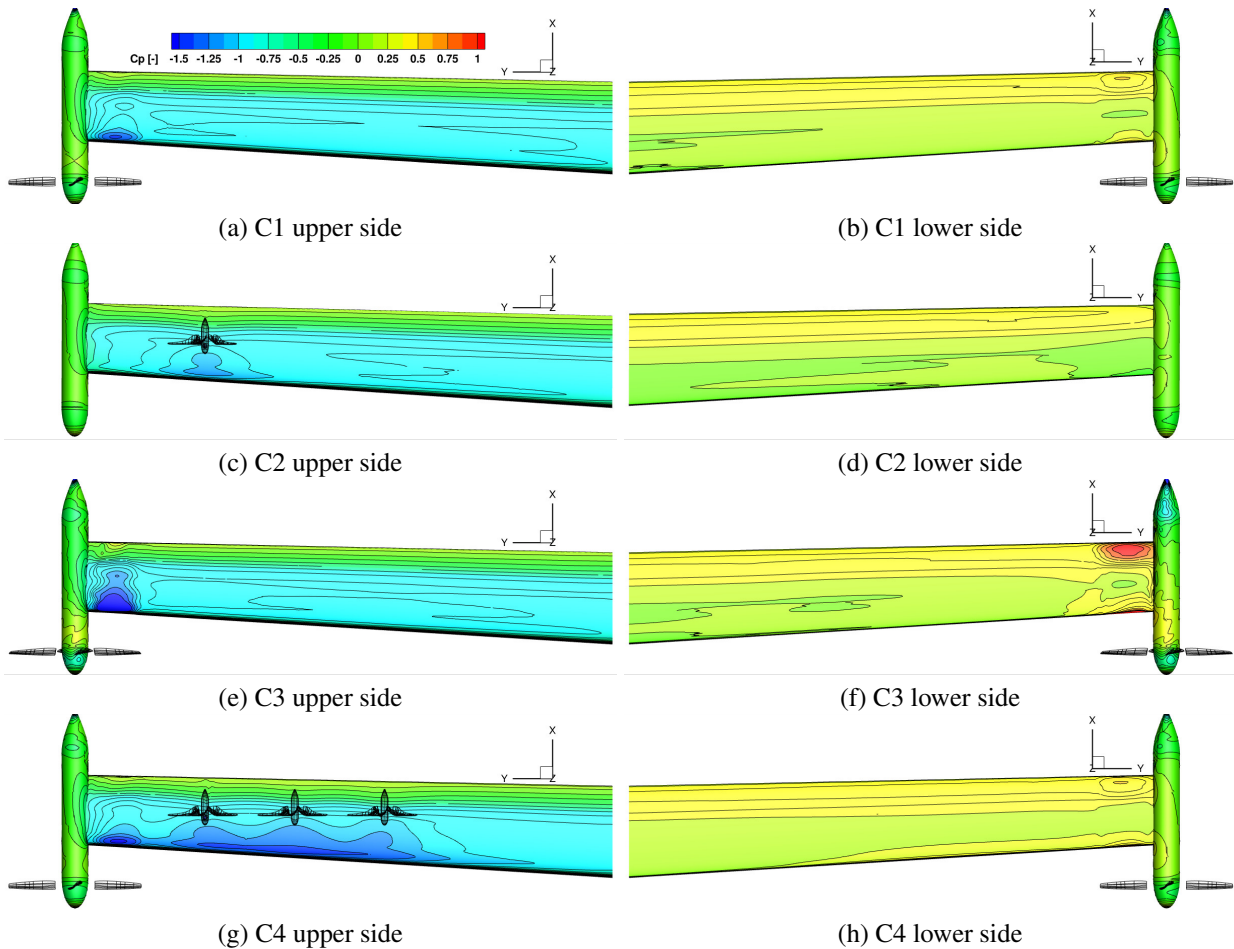 X
Y Z
Cp [-] -1.5 -1.25 -1 -0.75 -0.5 -0.25 0 0.25 0.5 0.75 1
X
Z Y
(a) C1 upper side
(b) C1 lower side
X
Y Z
X
Z Y
(c) C2 upper side
(d) C2 lower side
X
Y Z
X
Z Y
(e) C3 upper side
(f) C3 lower side
X
Y Z
X
Z Y
(g) C4 upper side
(h) C4 lower side